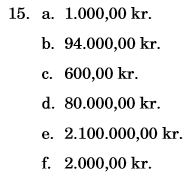 15. a. 1.000,00 kr.
b. 94.000,00 kr.
c. 600,00 kr.
d. 80.000,00 kr.
e. 2.100.000,00 kr.
f. 2.000,00 kr.